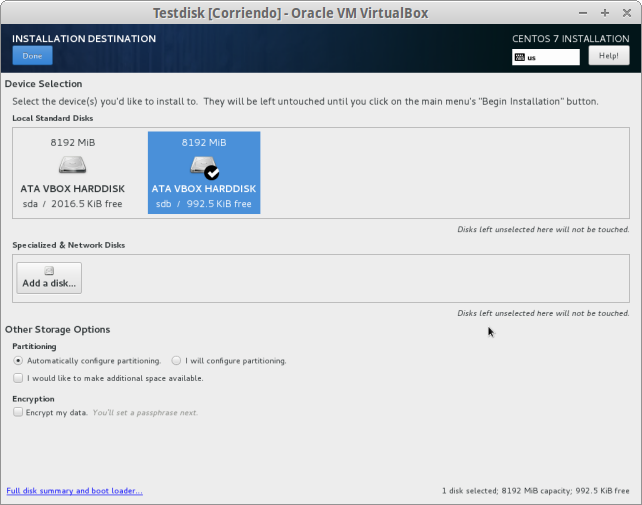 Testdisk [Corriendo] - Oracle VM VirtualBox
INSTALLATION DESTINATION
CENTOS 7 INSTALLATION
Done
us
Help!
Device Selection
Select the device(s) you'd like to install to. They will be left untouched until you click on the main menu's "Begin Installation" button.
Local Standard Disks
8192 MiB
ATA VBOX HARDDISK
sda / 2016.5 KiB free
8192 MiB
ATA VBOX HARDDISK
sdb / 992.5 KiB free
Disks left unselected here will not be touched.
Specialized & Network Disks
Add a disk...
Disks left unselected here will not be touched.
Other Storage Options
Partitioning
Automatically configure partitioning.
I will configure partitioning.
I would like to make additional space available.
Encryption
Encrypt my data. You'll set a passphrase next.
Full disk summary and boot loader...
1 disk selected; 8192 MiB capacity; 992.5 KiB free